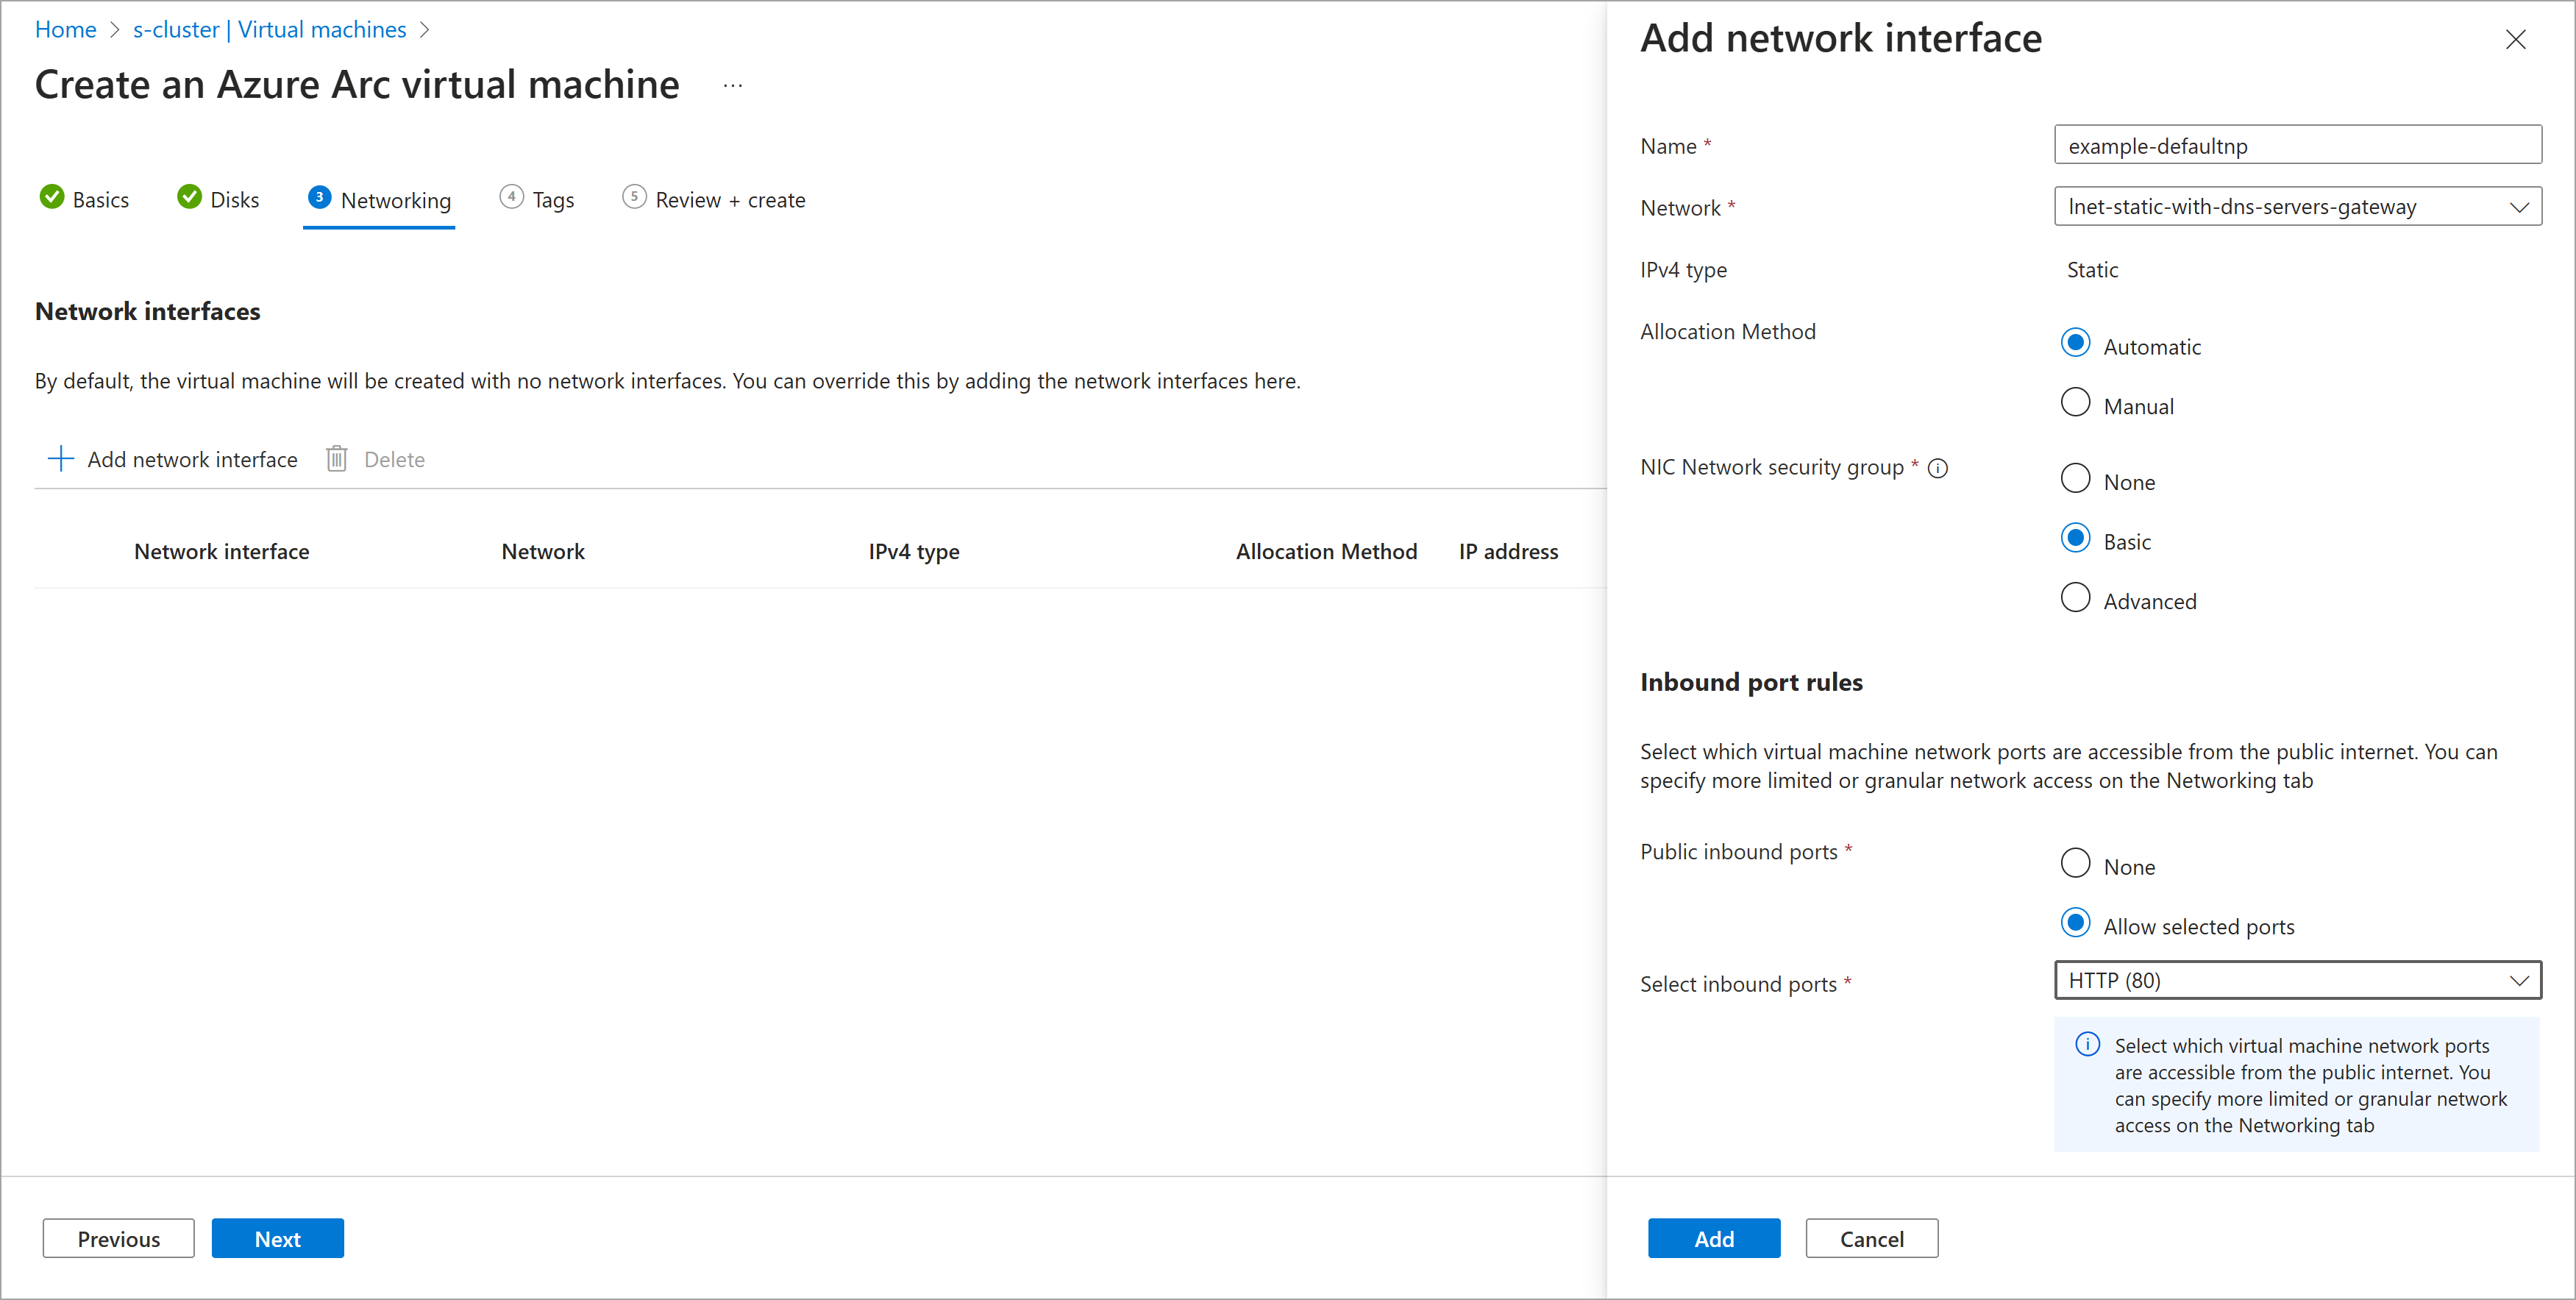 Home > s-cluster | Virtual machines >
Create an Azure Arc virtual machine ...
Basics
Disks
3 Networking
4 Tags
5 Review + create
Network interfaces
By default, the virtual machine will be created with no network interfaces. You can override this by adding the network interfaces here.
+ Add network interface
Delete
Network interface
Network
IPv4 type
Allocation Method
IP address
Previous
Next
Add network interface
Name *
example-defaultnp
Network *
lnet-static-with-dns-servers-gateway
IPv4 type
Static
Allocation Method
Automatic
Manual
NIC Network security group *
None
Basic
Advanced
Inbound port rules
Select which virtual machine network ports are accessible from the public internet. You can
specify more limited or granular network access on the Networking tab
Public inbound ports *
None
Allow selected ports
Select inbound ports *
HTTP (80)
Select which virtual machine network ports
are accessible from the public internet. You
can specify more limited or granular network
access on the Networking tab
Add
Cancel